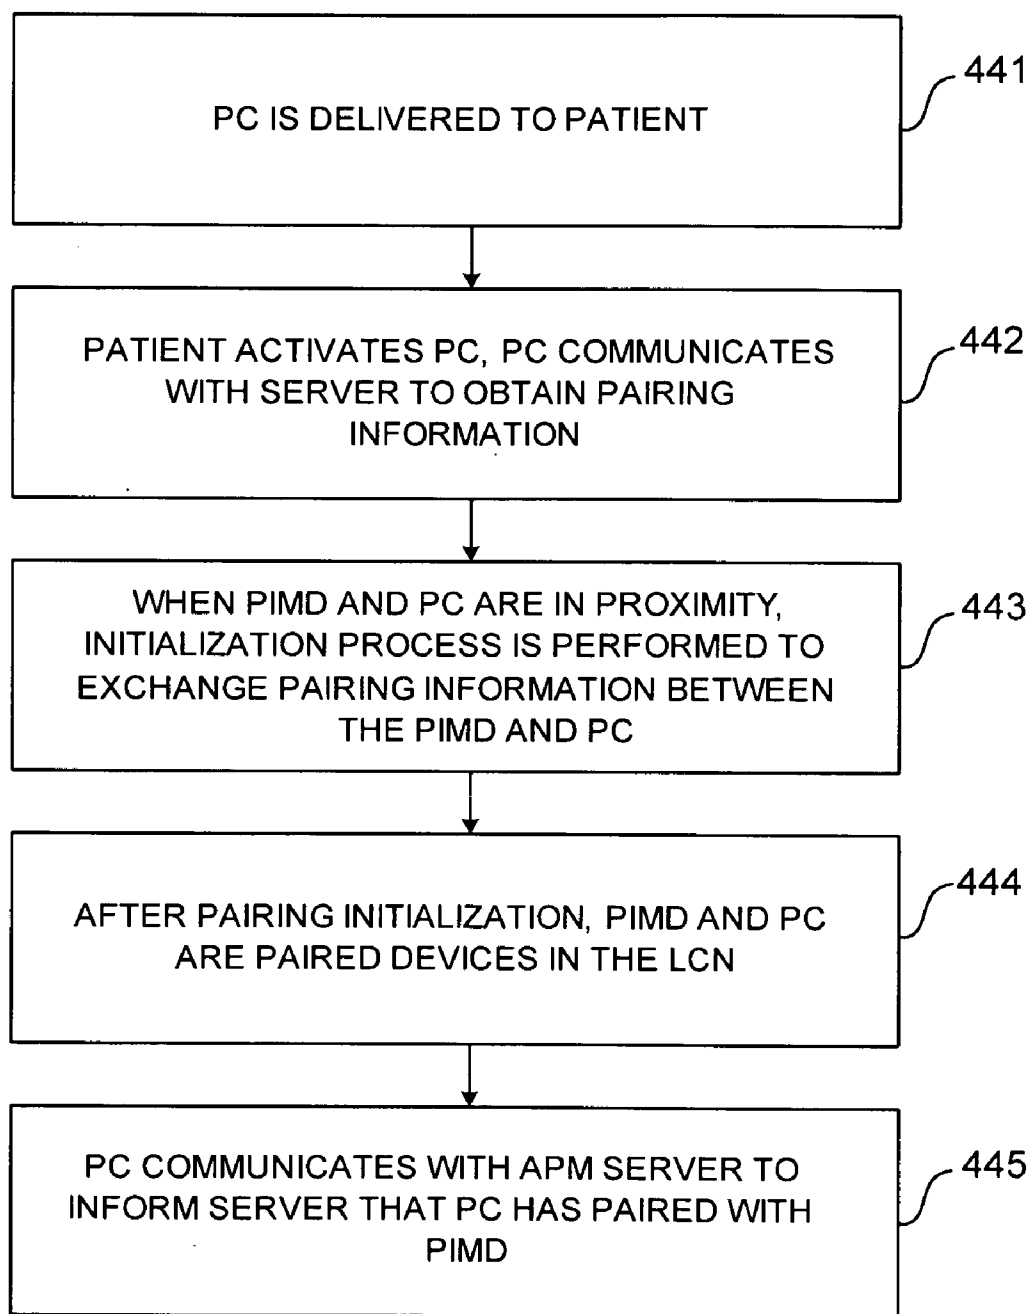 PC IS DELIVERED TO PATIENT
441
PATIENT ACTIVATES PC, PC COMMUNICATES
WITH SERVER TO OBTAIN PAIRING
INFORMATION
442
WHEN PIMD AND PC ARE IN PROXIMITY,
INITIALIZATION PROCESS IS PERFORMED TO
EXCHANGE PAIRING INFORMATION BETWEEN
THE PIMD AND PC
443
AFTER PAIRING INITIALIZATION, PIMD AND PC
ARE PAIRED DEVICES IN THE LCN
444
PC COMMUNICATES WITH APM SERVER TO
INFORM SERVER THAT PC HAS PAIRED WITH
PIMD
445